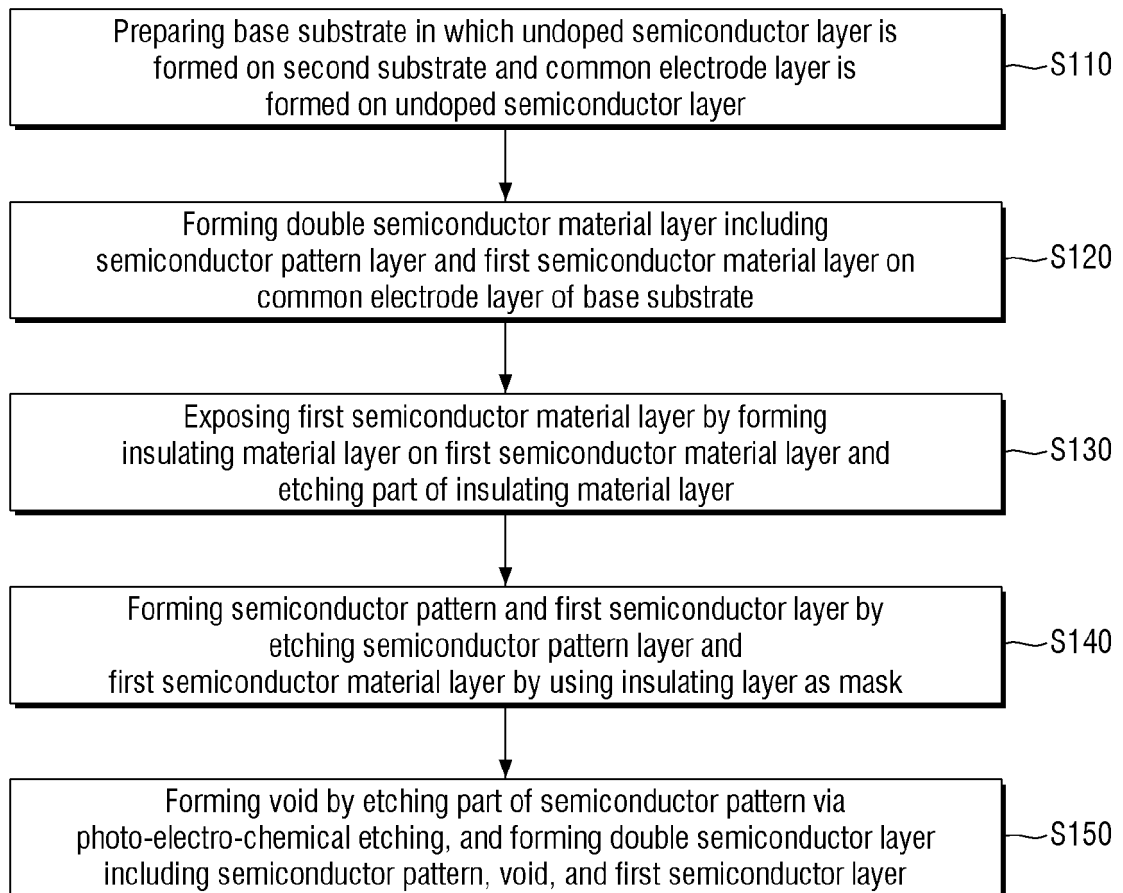 Preparing base substrate in which undoped semiconductor layer is
formed on second substrate and common electrode layer is
formed on undoped semiconductor layer
S110
Forming double semiconductor material layer including
semiconductor pattern layer and first semiconductor material layer on
common electrode layer of base substrate
S120
Exposing first semiconductor material layer by forming
insulating material layer on first semiconductor material layer and
etching part of insulating material layer
S130
Forming semiconductor pattern and first semiconductor layer by
etching semiconductor pattern layer and
first semiconductor material layer by using insulating layer as mask
S140
Forming void by etching part of semiconductor pattern via
photo-electro-chemical etching, and forming double semiconductor layer
including semiconductor pattern, void, and first semiconductor layer
S150